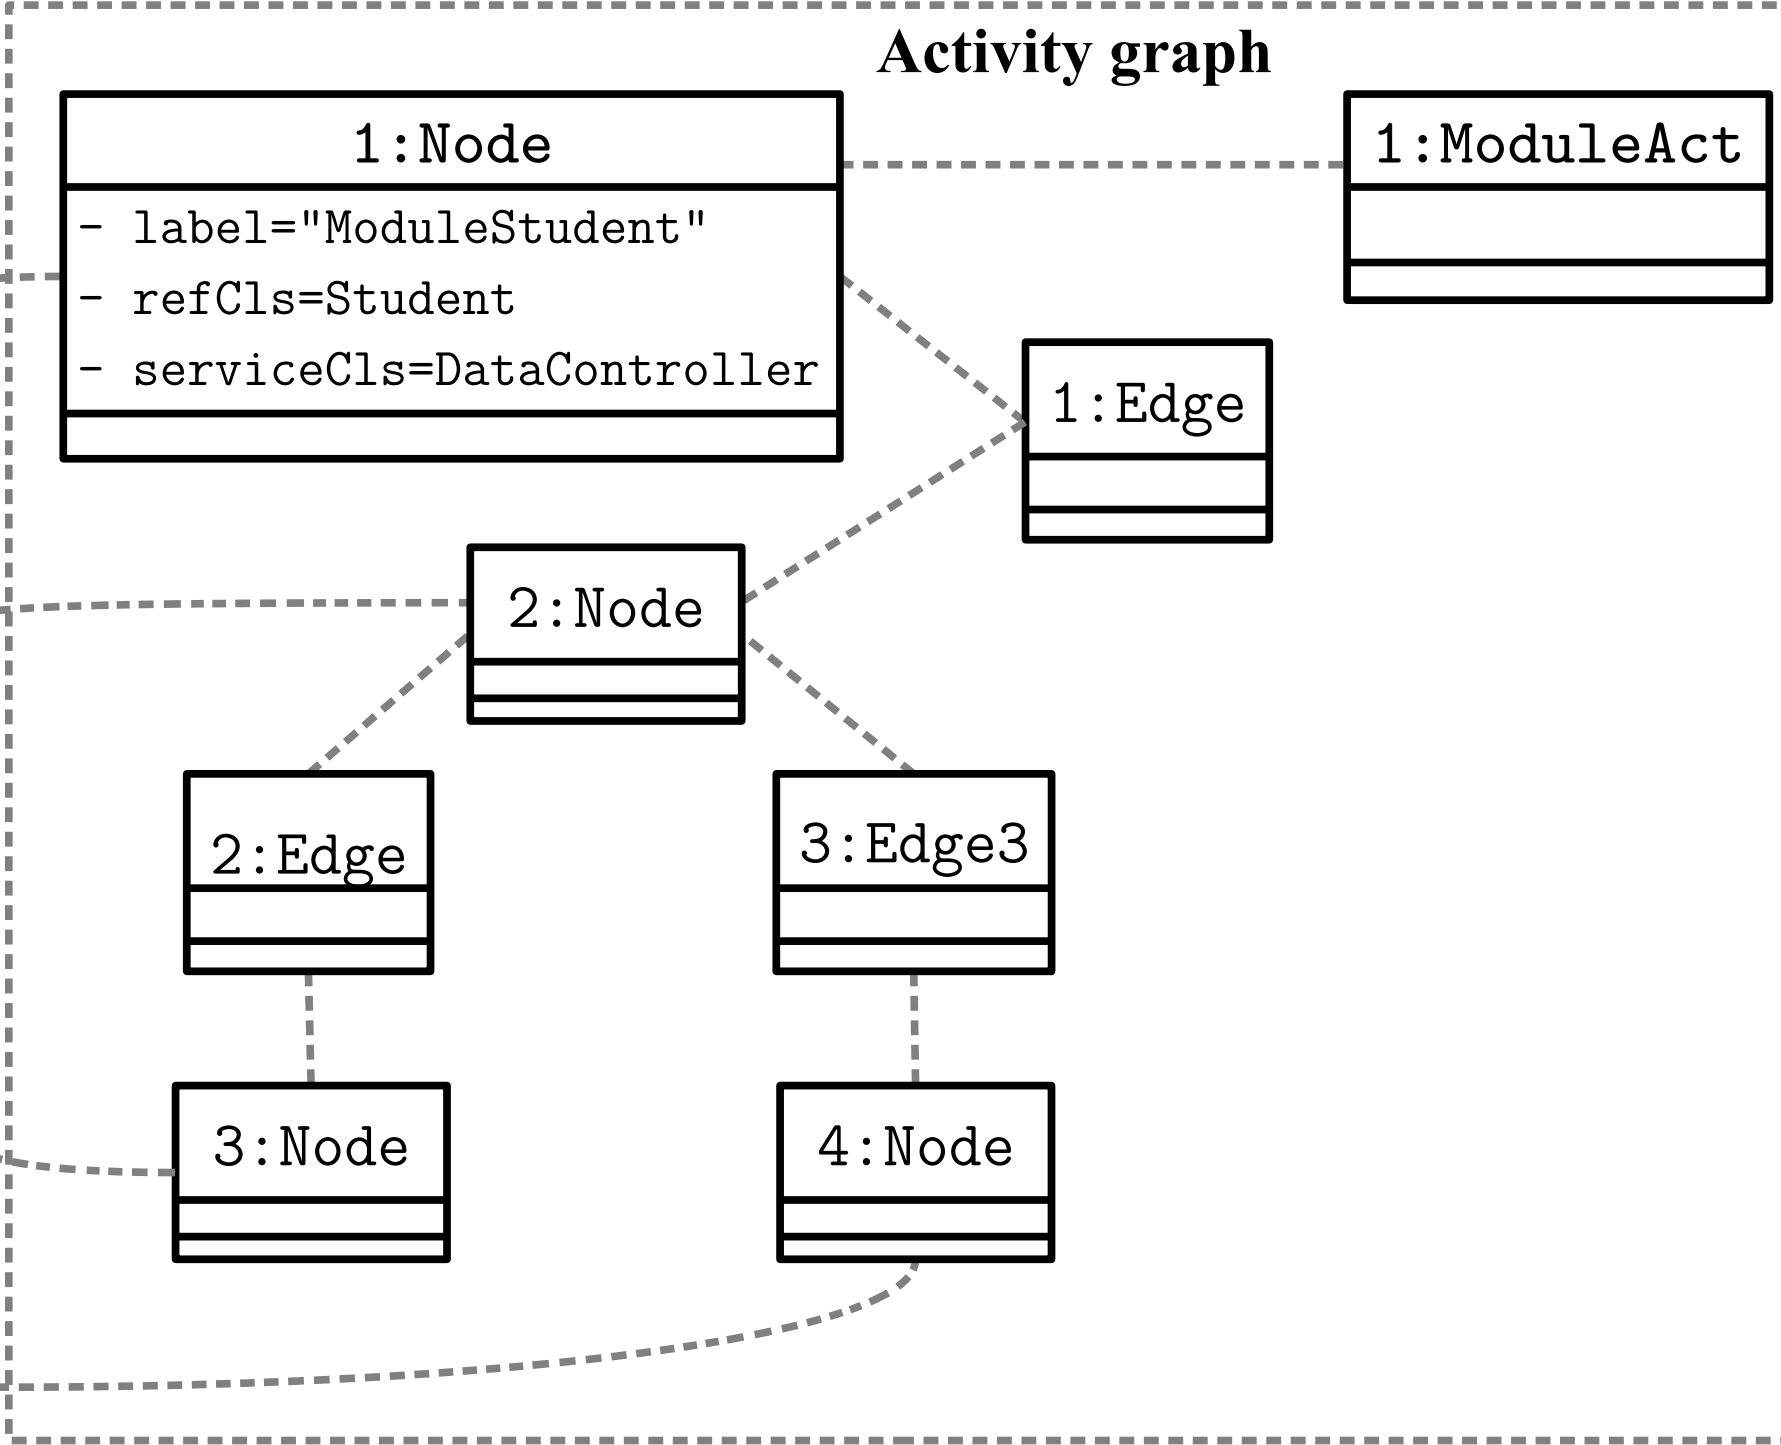 Activity graph
1:Node
- label="ModuleStudent"
- refCls=Student
- serviceCls=DataController
1:ModuleAct
1:Edge
2:Node
2:Edge
3:Edge3
3:Node
4:Node